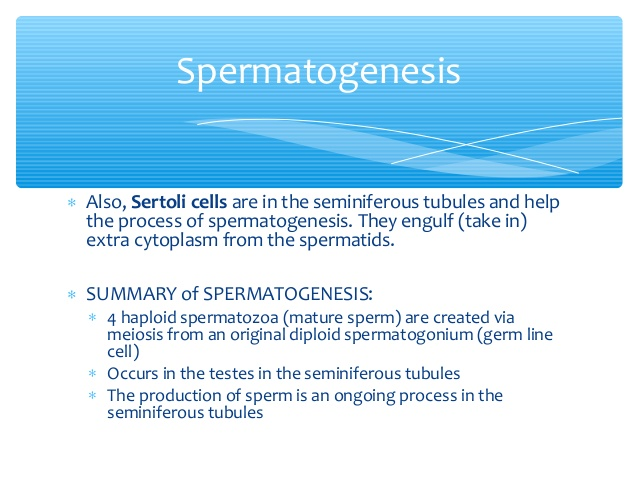 Spermatogenesis
* Also, Sertoli cells are in the seminiferous tubules and help
the process of spermatogenesis. They engulf (take in)
extra cytoplasm from the spermatids.
* SUMMARY of SPERMATOGENESIS:
* 4 haploid spermatozoa (mature sperm) are created via
meiosis from an original diploid spermatogonium (germ line
cell)
* Occurs in the testes in the seminiferous tubules
* The production of sperm is an ongoing process in the
seminiferous tubules